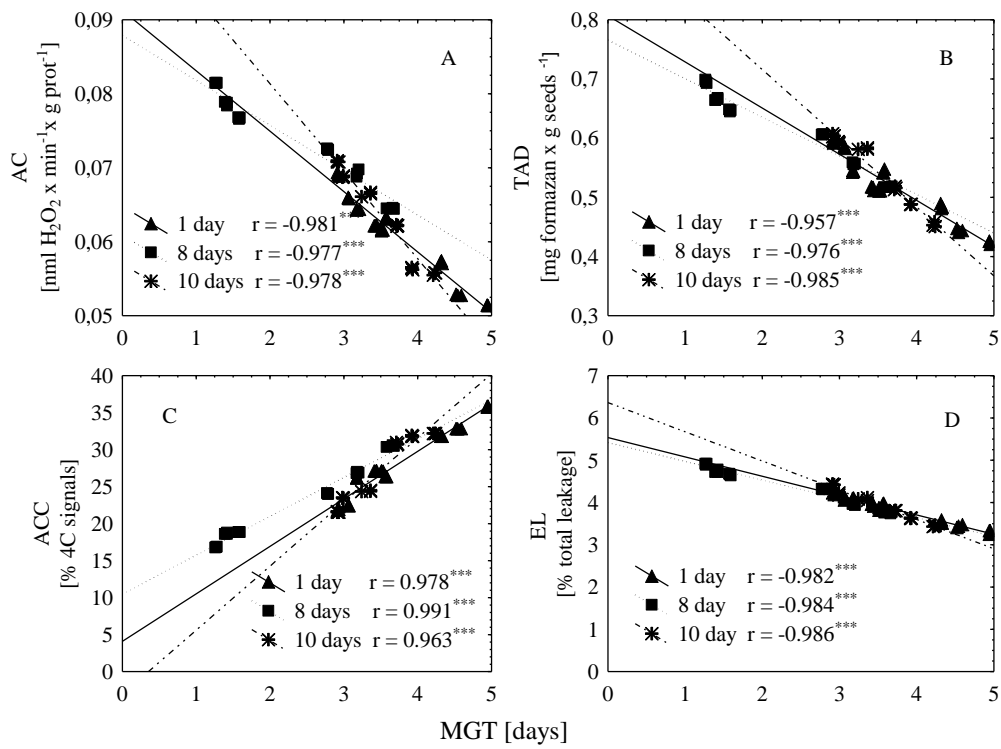 0,09
0,08
0,07
0,06
0,05
AC
[nml H₂O₂ x min⁻¹x g prot⁻¹]
A
1 day r = -0.981**
8 days r = -0.977***
10 days r = -0.978***
0 1 2 3 4 5
0,8
0,7
0,6
0,5
0,4
0,3
TAD
[mg formazan x g seeds ⁻¹]
B
1 day r = -0.957***
8 days r = -0.976***
10 days r = -0.985***
0 1 2 3 4 5
40
35
30
25
20
15
10
5
0
ACC
[% 4C signals]
C
1 day r = 0.978***
8 days r = 0.991***
10 days r = 0.963***
0 1 2 3 4 5
7
6
5
4
3
2
1
0
EL
[% total leakage]
D
1 day r = -0.982***
8 day r = -0.984***
10 day r = -0.986***
0 1 2 3 4 5
MGT [days]